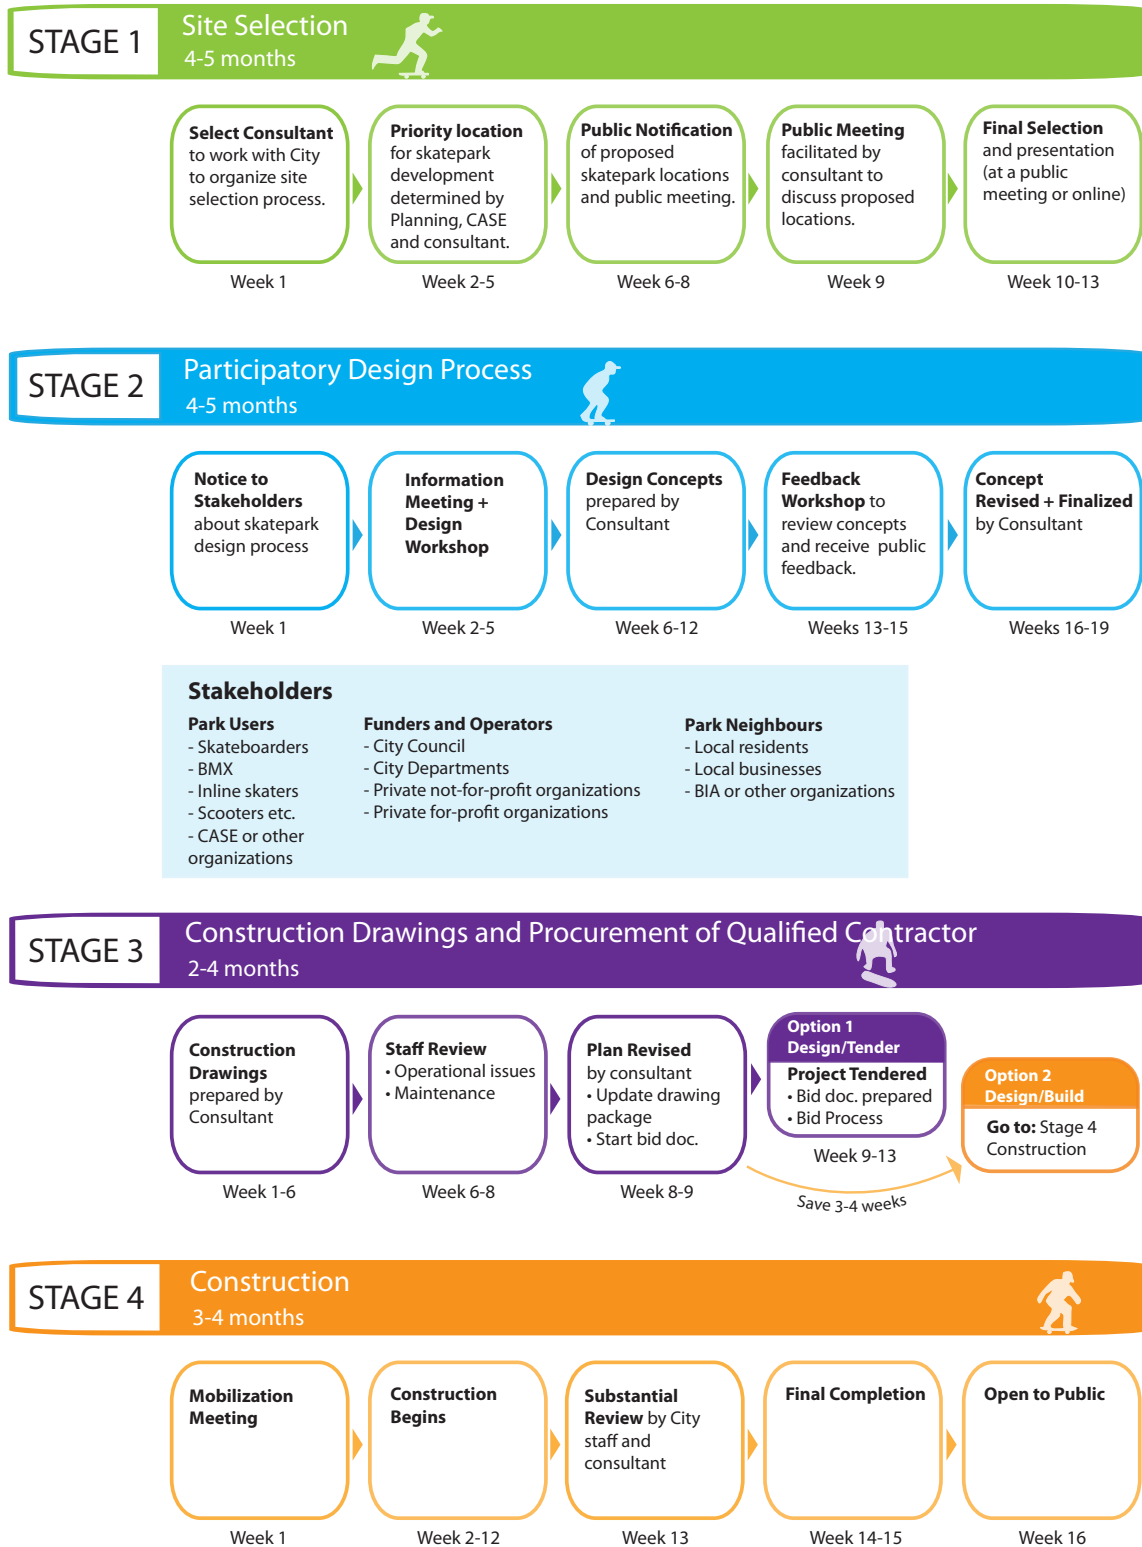 STAGE 1
Site Selection
4-5 months
Select Consultant
to work with City
to organize site
selection process.
Week 1
Priority location
for skatepark
development
determined by
Planning, CASE
and consultant.
Week 2-5
Public Notification
of proposed
skatepark locations
and public meeting.
Week 6-8
Public Meeting
facilitated by
consultant to
discuss proposed
locations.
Week 9
Final Selection
and presentation
(at a public
meeting or online)
Week 10-13
STAGE 2
Participatory Design Process
4-5 months
Notice to
Stakeholders
about skatepark
design process
Week 1
Information
Meeting +
Design
Workshop
Week 2-5
Design Concepts
prepared by
Consultant
Week 6-12
Feedback
Workshop to
review concepts
and receive public
feedback.
Weeks 13-15
Concept
Revised + Finalized
by Consultant
Weeks 16-19
Stakeholders
Park Users
- Skateboarders
- BMX
- Inline skaters
- Scooters etc.
- CASE or other
organizations
Funders and Operators
- City Council
- City Departments
- Private not-for-profit organizations
- Private for-profit organizations
Park Neighbours
- Local residents
- Local businesses
- BIA or other organizations
STAGE 3
Construction Drawings and Procurement of Qualified Contractor
2-4 months
Construction
Drawings
prepared by
Consultant
Week 1-6
Staff Review
• Operational issues
• Maintenance
Week 6-8
Plan Revised
by consultant
• Update drawing
package
• Start bid doc.
Week 8-9
Option 1
Design/Tender
Project Tendered
• Bid doc. prepared
• Bid Process
Week 9-13
Save 3-4 weeks
Option 2
Design/Build
Go to: Stage 4
Construction
STAGE 4
Construction
3-4 months
Mobilization
Meeting
Week 1
Construction
Begins
Week 2-12
Substantial
Review by City
staff and
consultant
Week 13
Final Completion
Week 14-15
Open to Public
Week 16